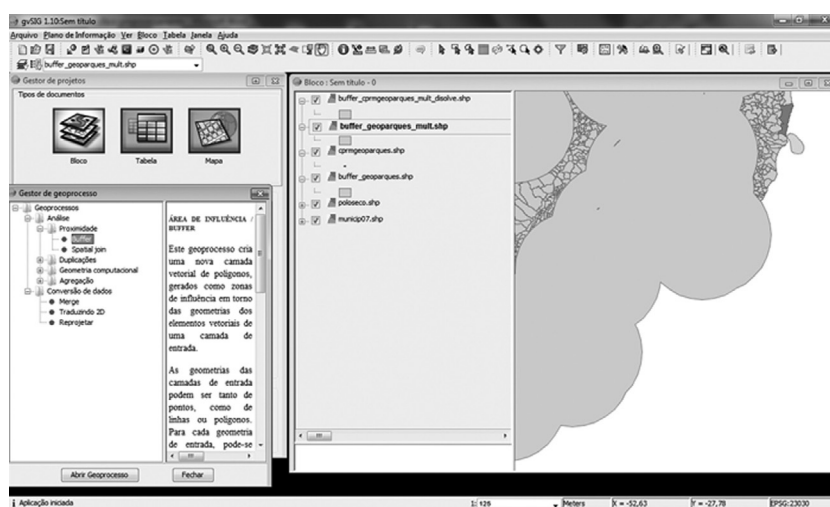 gvSIG 1.10:Sem título
Arquivo Plano de Informação Ver Bloco Tabela Janela Ajuda
buffer_geoparques_mult.shp
Gestor de projetos
Tipos de documentos
Bloco
Tabela
Mapa
Gestor de geoprocesso
Geoprocessos
Análise
Proximidade
Buffer
Spatial join
Duplicações
Geometria computacional
Agregação
Conversão de dados
Merge
Traduzindo 2D
Reprojetar
ÁREA DE INFLUÊNCIA /
BUFFER
Este geoprocesso cria
uma nova camada
vetorial de polígonos,
gerados como zonas
de influência em torno
das geometrias dos
elementos vetoriais de
uma camada de
entrada.
As geometrias das
camadas de entrada
podem ser tanto de
pontos, como de
linhas ou polígonos.
Para cada geometria
de entrada, pode-se
Abrir Geoprocesso
Fechar
Bloco : Sem título - 0
buffer_cprmgeoparques_mult_disolve.shp
buffer_geoparques_mult.shp
cprmgeoparques.shp
buffer_geoparques.shp
poloseco.shp
municip07.shp
Aplicação iniciada
1: 125
Meters
X = -52,63
Y = -27,78
EPSG:23030